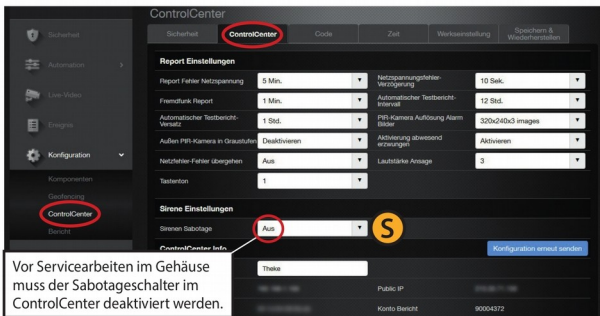 ControlCenter
Sicherheit ControlCenter Code Zeit Werkseinstellung Speichern & Wiederherstellen
Sicherheit
Automation
Live-Video
Ereignis
Konfiguration
Komponenten
Geofencing
ControlCenter
Bericht
Report Einstellungen
Report Fehler Netzspannung 5 Min. Netzspannungsfehler-Verzögerung 10 Sek.
Fremdfunk Report 1 Min. Automatischer Testbericht-Intervall 12 Std.
Automatischer Testbericht-Versatz 1 Std. PIR-Kamera Auflösung Alarm Bilder 320x240x3 images
Außen PIR-Kamera in Graustufen Deaktivieren Aktivierung abwesend erzwungen Aktivieren
Netzfehler-Fehler übergehen Aus Lautstärke Ansage 3
Tastenton 1
Sirene Einstellungen
Sirenen Sabotage Aus S
ControlCenter Info Konfiguration erneut senden
Theke
Public IP
Konto Bericht 90004372
Vor Servicearbeiten im Gehäuse
muss der Sabotageschalter im
ControlCenter deaktiviert werden.